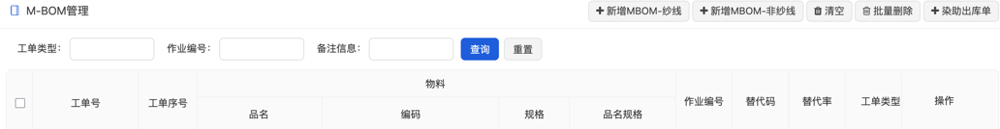 M-BOM管理
新增MBOM-纱线 新增MBOM-非纱线 清空 批量删除 染助出库单
工单类型： 作业编号： 备注信息： 查询 重置
物料
工单号 工单序号 作业编号 替代码 替代率 工单类型 操作
品名 编码 规格 品名规格